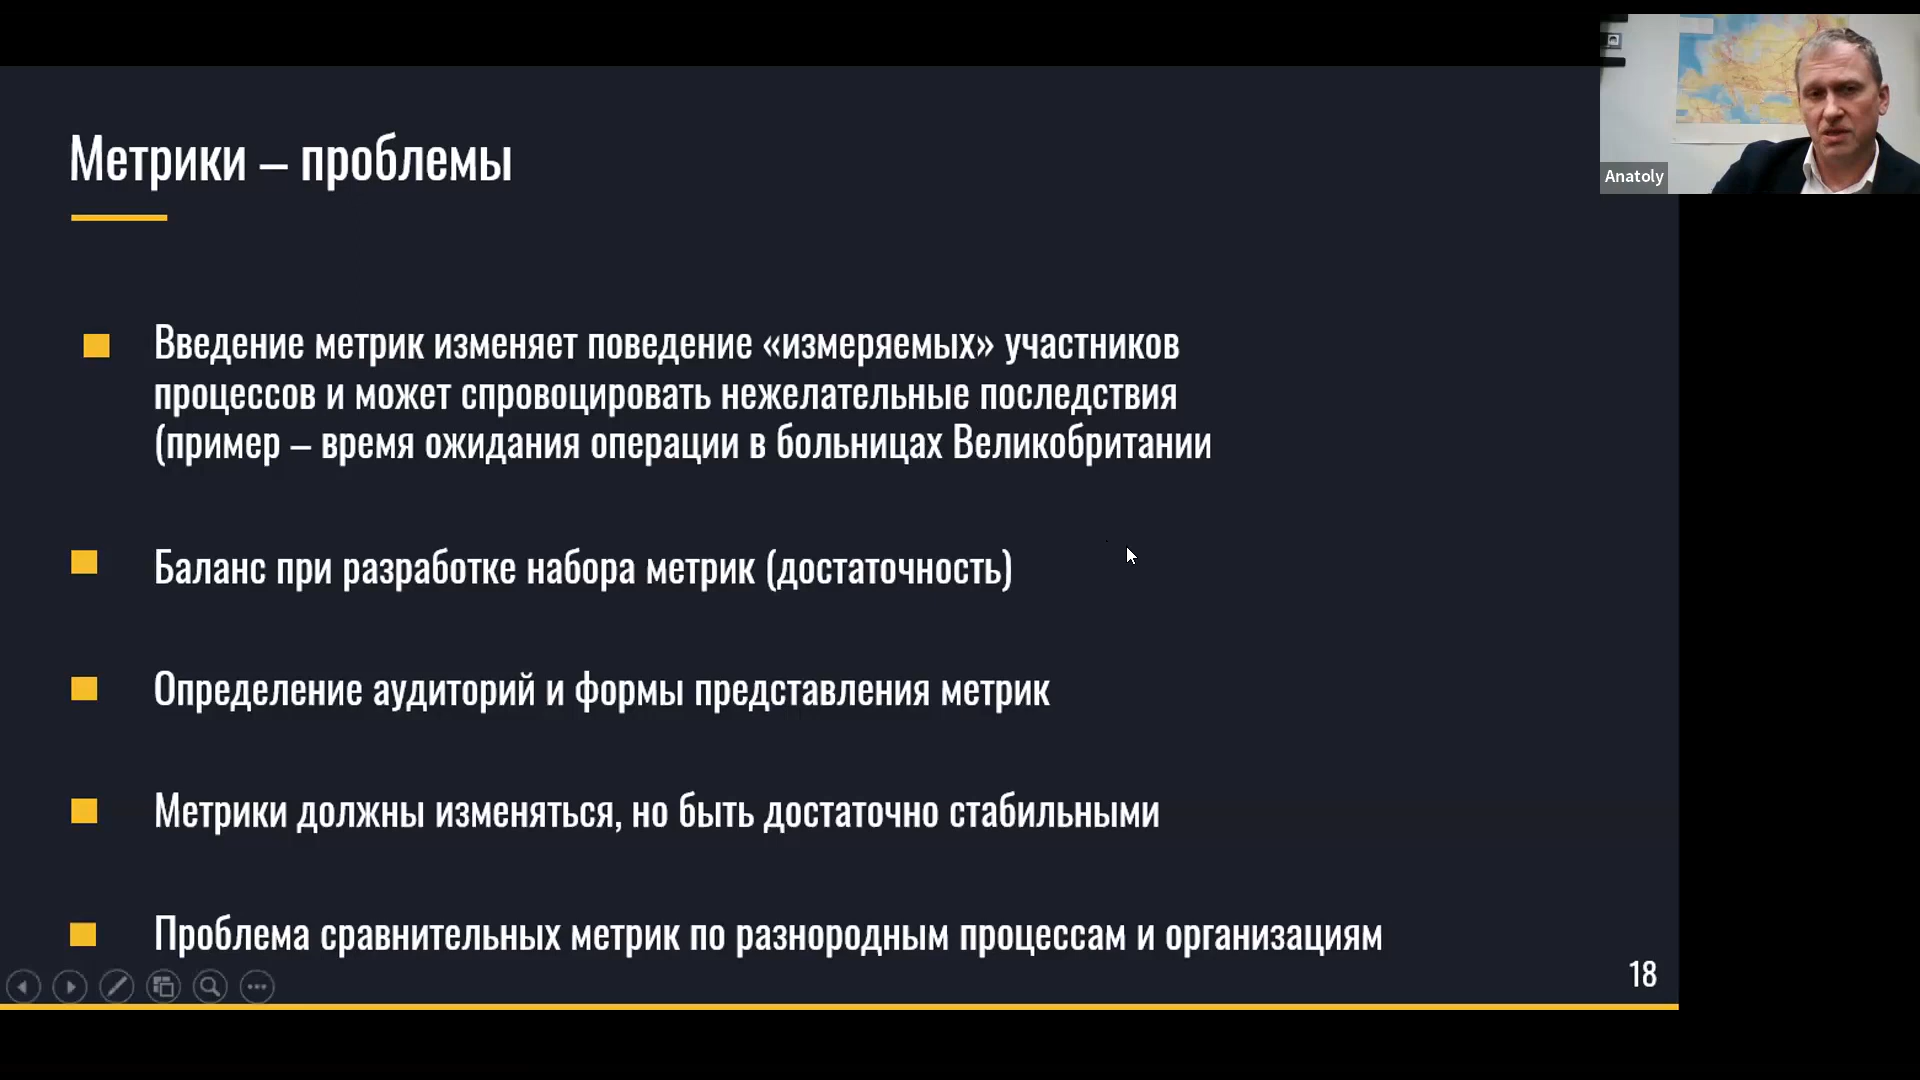 Anatoly
Метрики – проблемы
Введение метрик изменяет поведение «измеряемых» участников
процессов и может спровоцировать нежелательные последствия
(пример – время ожидания операции в больницах Великобритании
Баланс при разработке набора метрик (достаточность)
Определение аудиторий и формы представления метрик
Метрики должны изменяться, но быть достаточно стабильными
Проблема сравнительных метрик по разнородным процессам и организациям
18